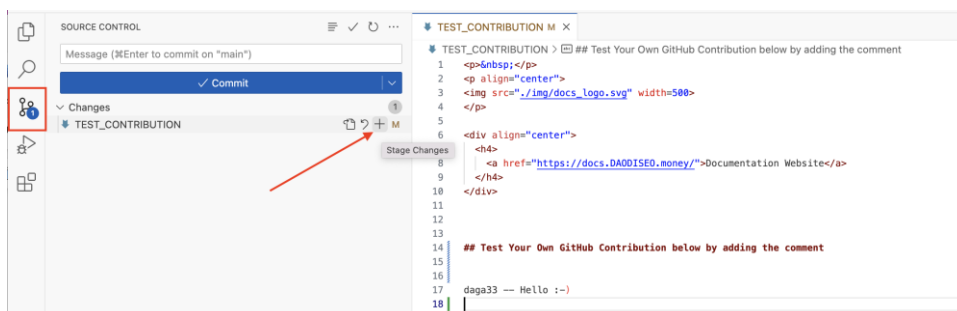 SOURCE CONTROL
Message (⌘Enter to commit on "main")
✓ Commit
Changes
1
TEST_CONTRIBUTION
M
Stage Changes
1
TEST_CONTRIBUTION M ×
TEST_CONTRIBUTION > ## Test Your Own GitHub Contribution below by adding the comment
1 <p>&nbsp;</p>
2 <p align="center">
3 <img src="./img/docs_logo.svg" width=500>
4 </p>
5
6 <div align="center">
<h4>
8 <a href="https://docs.DAODISEO.money/">Documentation Website</a>
9 </h4>
10 </div>
11
12
13
14 ## Test Your Own GitHub Contribution below by adding the comment
15
16
17 daga33 -- Hello :-)
18